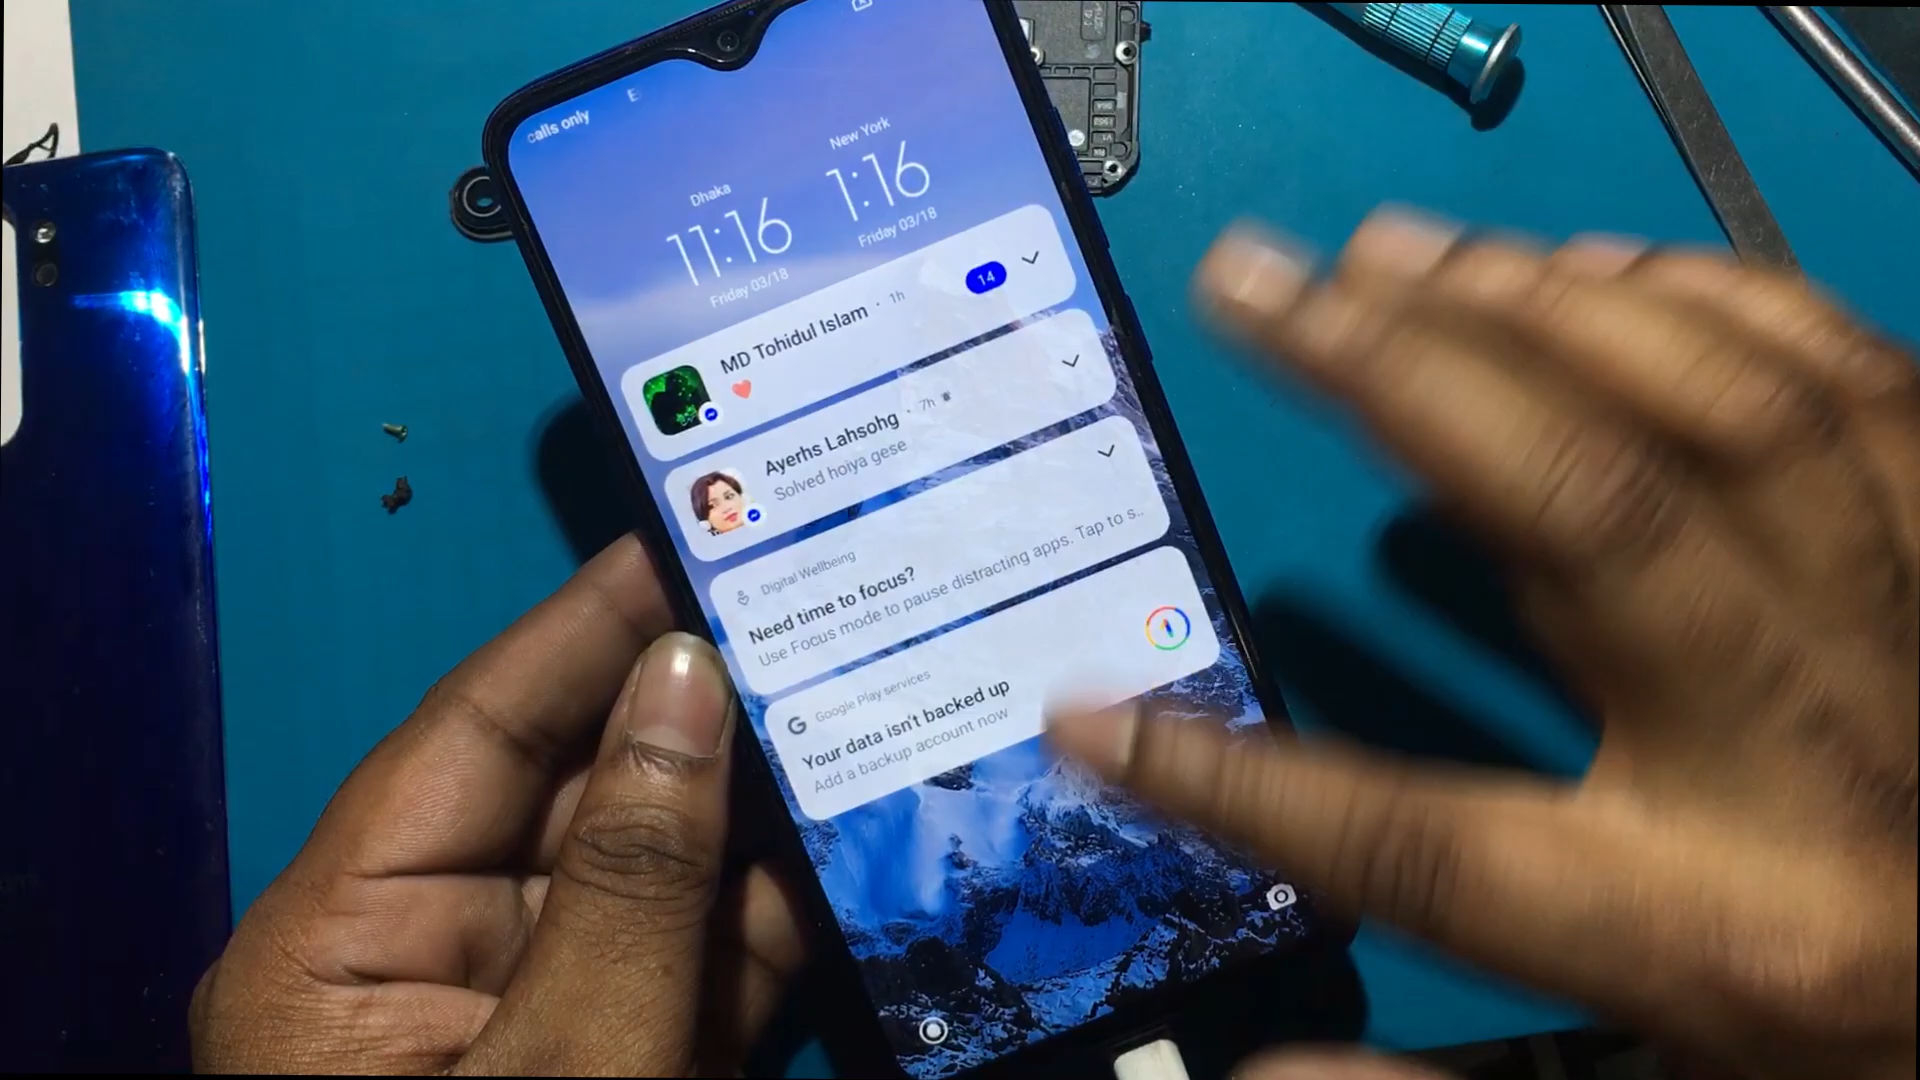 calls only
Dhaka
11:16
Friday 03/18
New York
1:16
Friday 03/18
MD Tohidul Islam · 1h
14
Ayerhs Lahsohg · 7h
Solved hoiya gese
Digital Wellbeing
Need time to focus?
Use Focus mode to pause distracting apps. Tap to s..
Google Play services
Your data isn't backed up
Add a backup account now